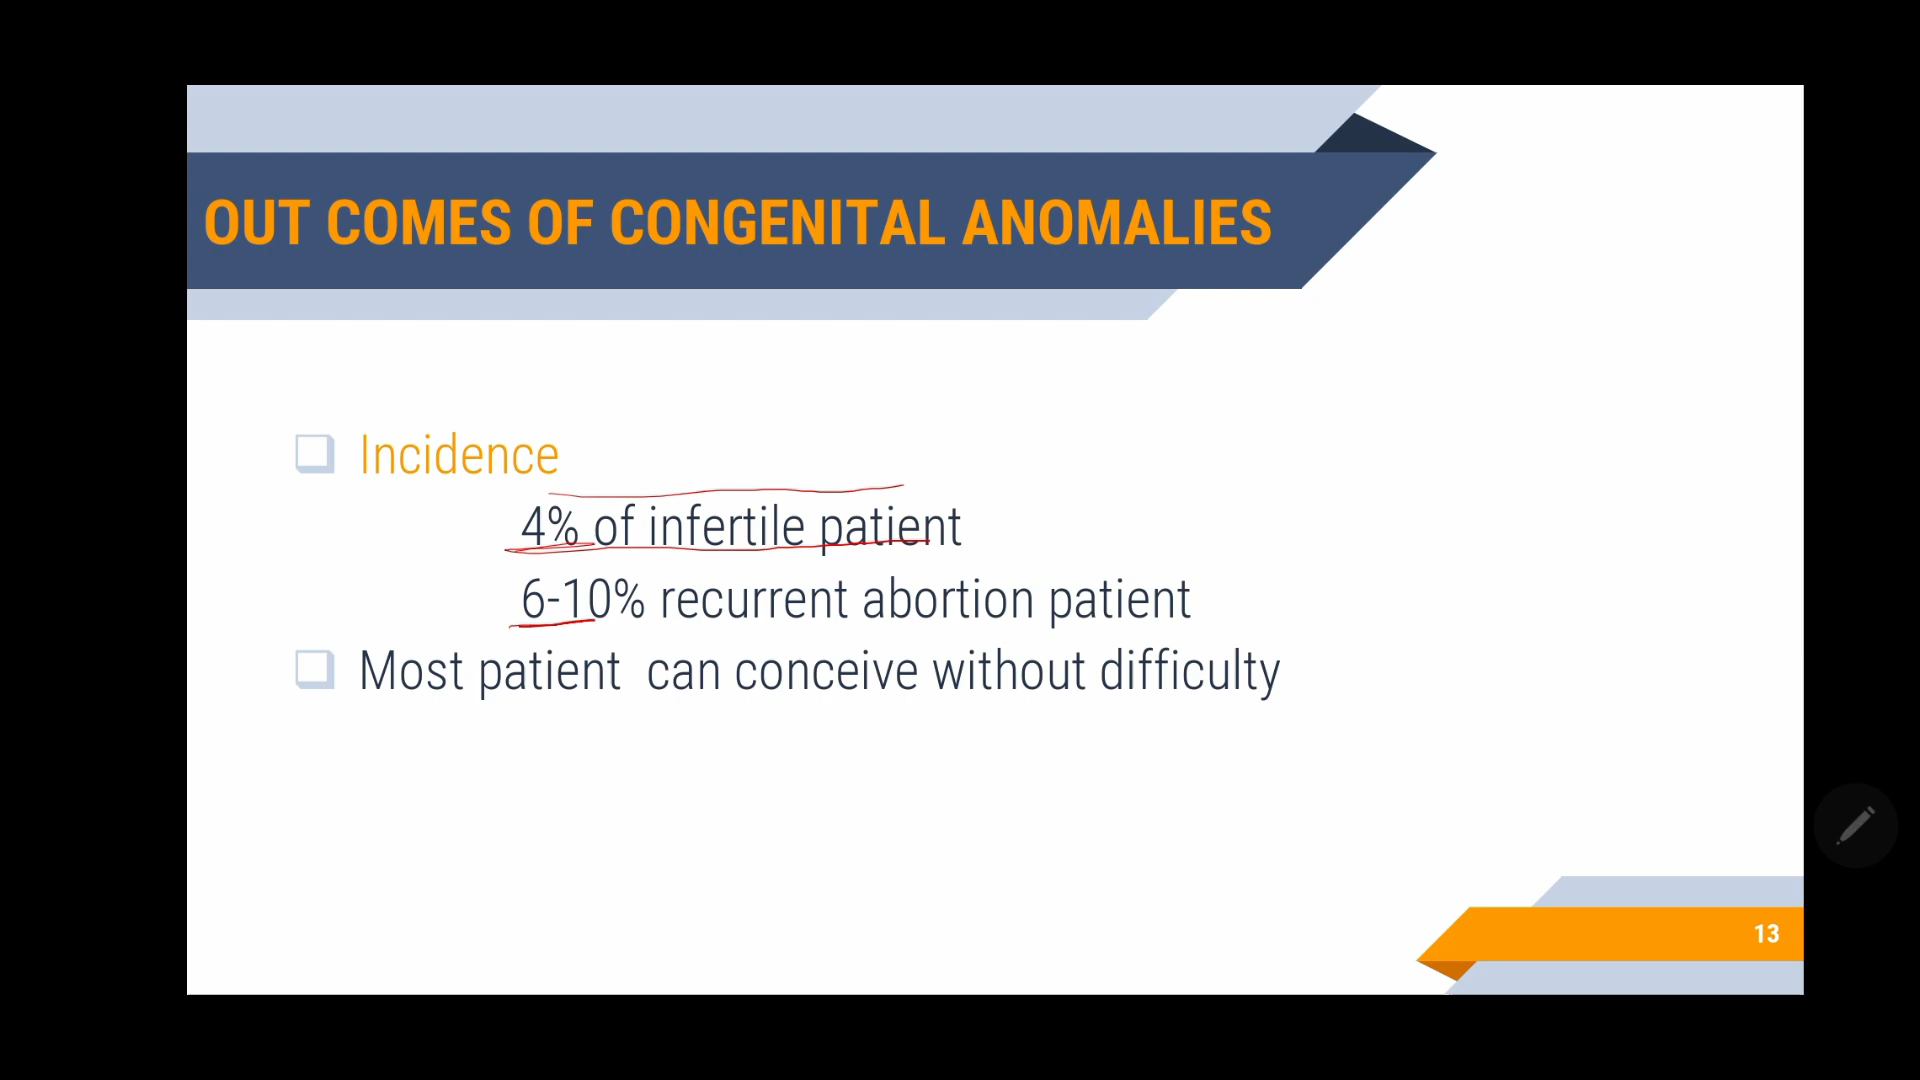 OUT COMES OF CONGENITAL ANOMALIES
Incidence
4% of infertile patient
6-10% recurrent abortion patient
Most patient can conceive without difficulty
13